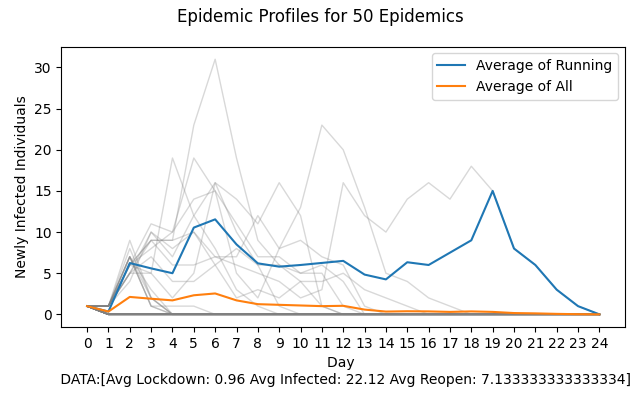 Epidemic Profiles for 50 Epidemics
Average of Running
Average of All
Newly Infected Individuals
30
25
20
15
10
5
0
0 1 2 3 4 5 6 7 8 9 10 11 12 13 14 15 16 17 18 19 20 21 22 23 24
Day
DATA:[Avg Lockdown: 0.96 Avg Infected: 22.12 Avg Reopen: 7.133333333333334]